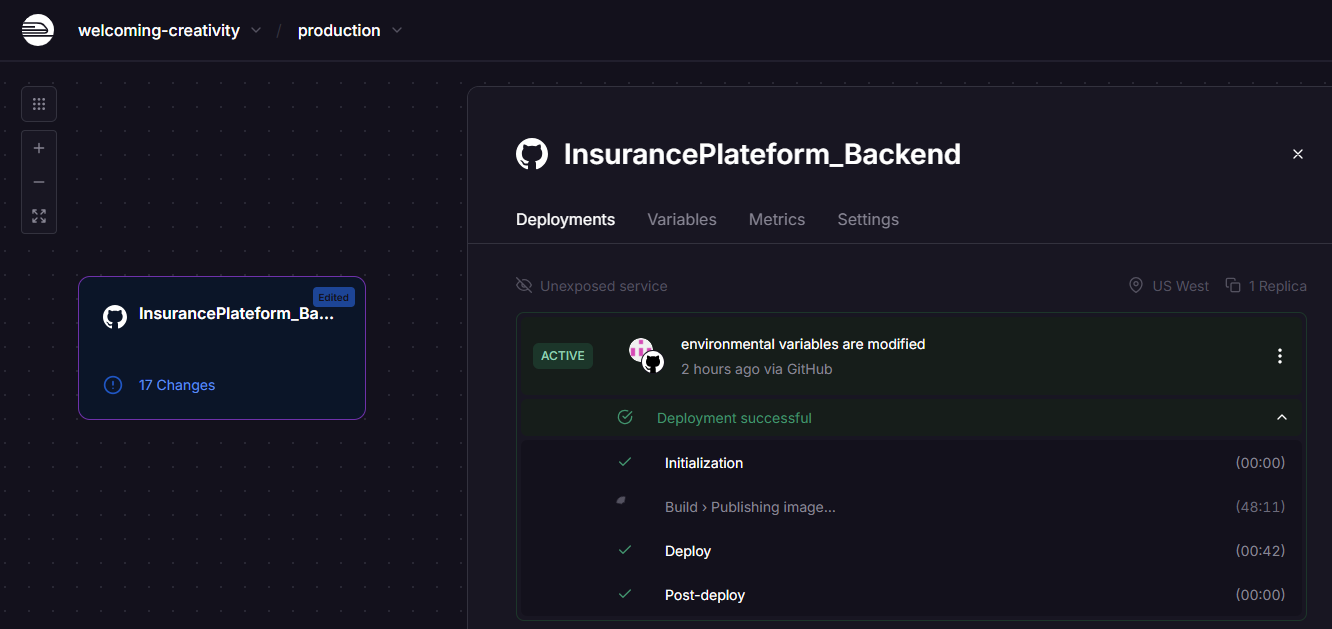 welcoming-creativity / production
InsurancePlateform_Backend
Deployments Variables Metrics Settings
Unexposed service US West 1 Replica
Edited
InsurancePlateform_Ba...
17 Changes
ACTIVE environmental variables are modified
2 hours ago via GitHub
Deployment successful
Initialization (00:00)
Build › Publishing image... (48:11)
Deploy (00:42)
Post-deploy (00:00)